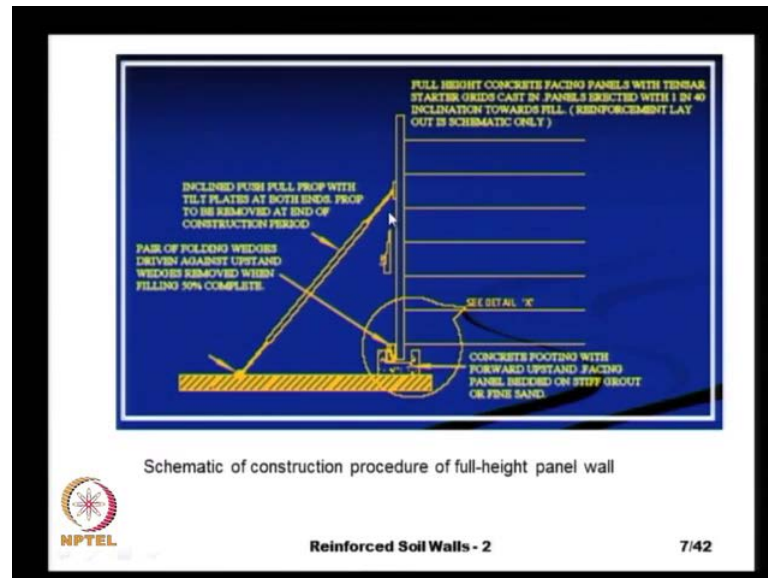 FULL HEIGHT CONCRETE FACING PANELS WITH TENSAR
STARTER GRIDS CAST IN .PANELS ERECTED WITH 1 IN 40
INCLINATION TOWARDS FILL. ( REINFORCEMENT LAY
OUT IS SCHEMATIC ONLY )
INCLINED PUSH PULL PROP WITH
TILT PLATES AT BOTH ENDS. PROP
TO BE REMOVED AT END OF
CONSTRUCTION PERIOD
PAIR OF FOLDING WEDGES
DRIVEN AGAINST UPSTAND
WEDGES REMOVED WHEN
FILLING 50% COMPLETE.
SEE DETAIL "X"
CONCRETE FOOTING WITH
FORWARD UPSTAND .FACING
PANEL BEDDED ON STIFF GROUT
OR FINE SAND.
Schematic of construction procedure of full-height panel wall
NPTEL
Reinforced Soil Walls - 2
7/42